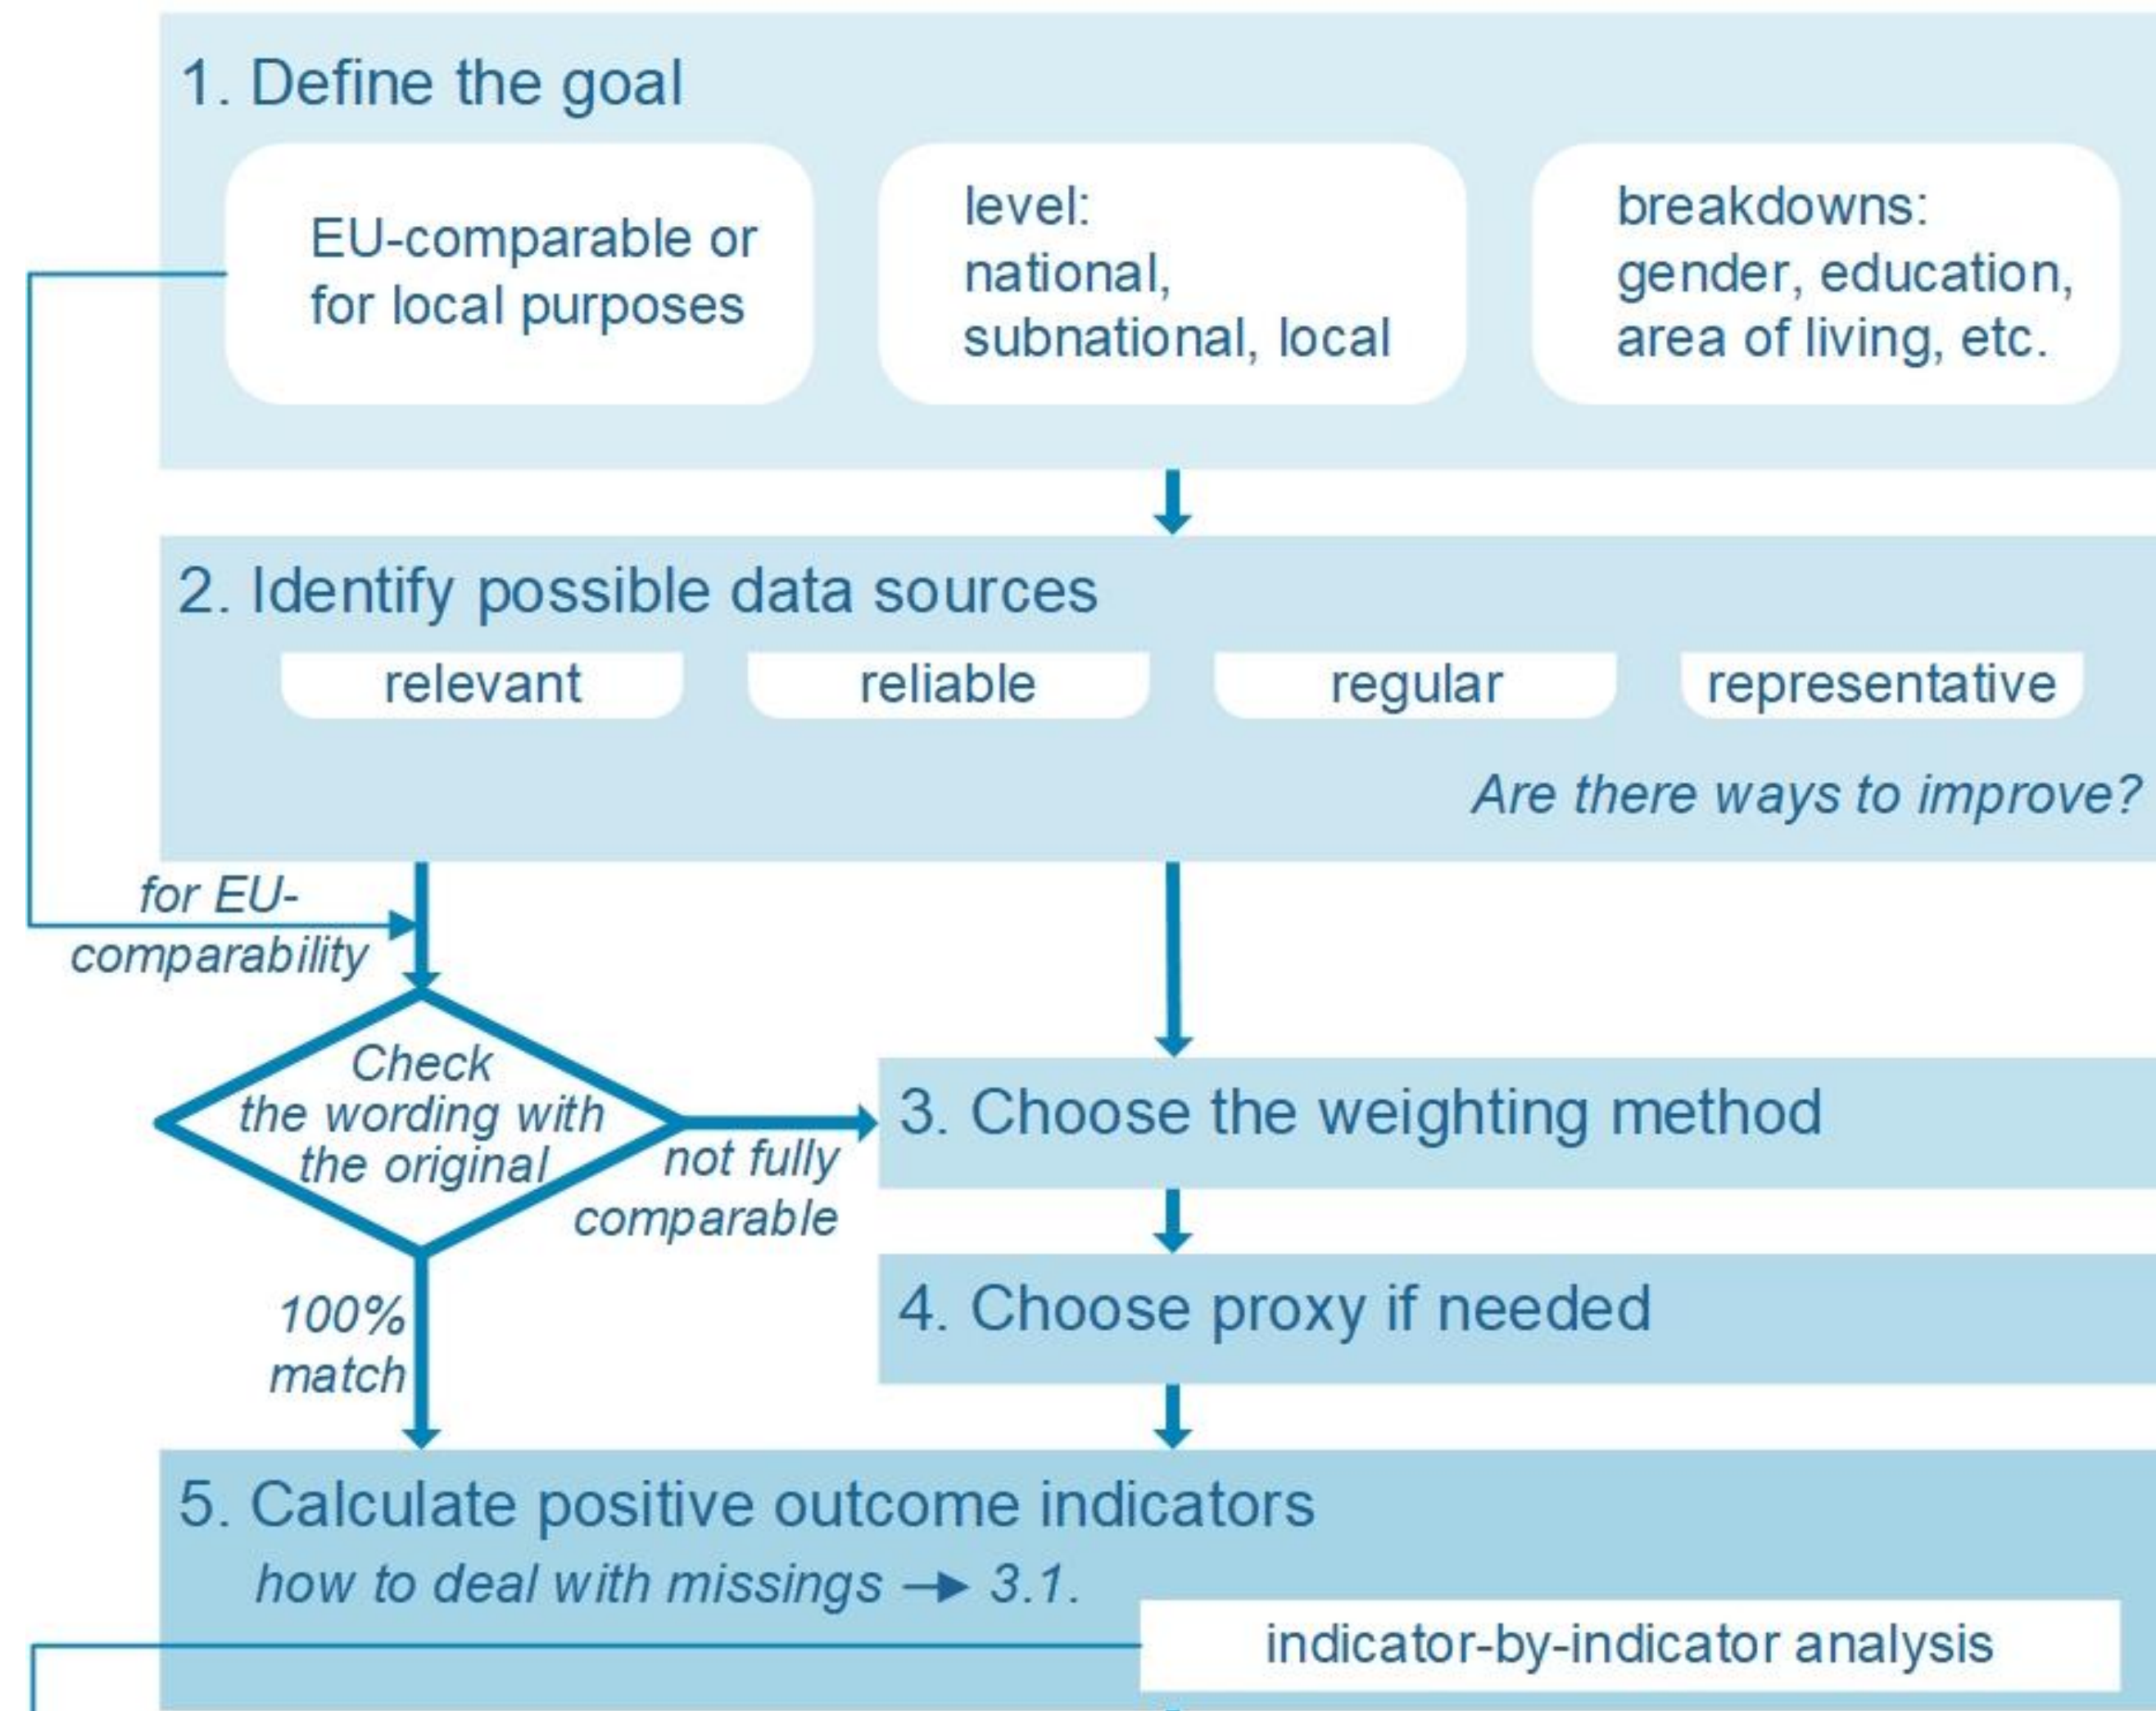 1. Define the goal
EU-comparable or
for local purposes
level:
national,
subnational, local
breakdowns:
gender, education,
area of living, etc.
2. Identify possible data sources
relevant
reliable
regular
representative
Are there ways to improve?
for EU-
comparability
Check
the wording with
the original
not fully
comparable
3. Choose the weighting method
4. Choose proxy if needed
100%
match
5. Calculate positive outcome indicators
how to deal with missings → 3.1.
indicator-by-indicator analysis